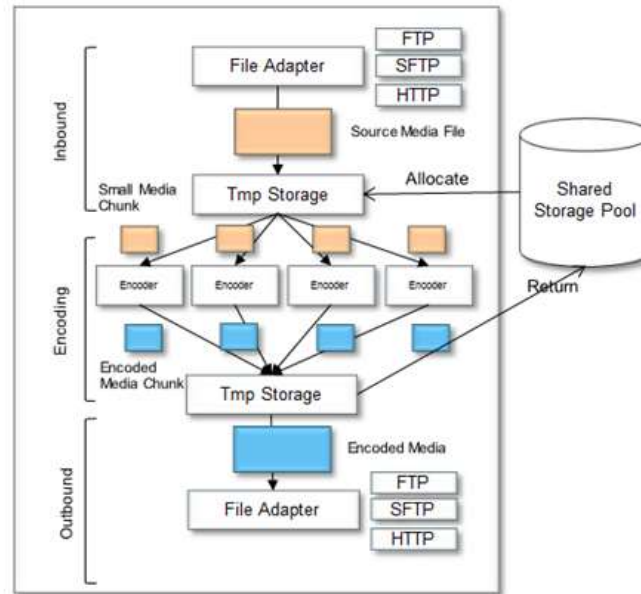 FTP
File Adapter
SFTP
HTTP
Inbound
Source Media File
Small Media
Chunk
Tmp Storage
Allocate
Shared
Storage Pool
Encoding
Encoder
Encoder
Encoder
Encoder
Return
Encoded
Media Chunk
Tmp Storage
Outbound
Encoded Media
FTP
File Adapter
SFTP
HTTP